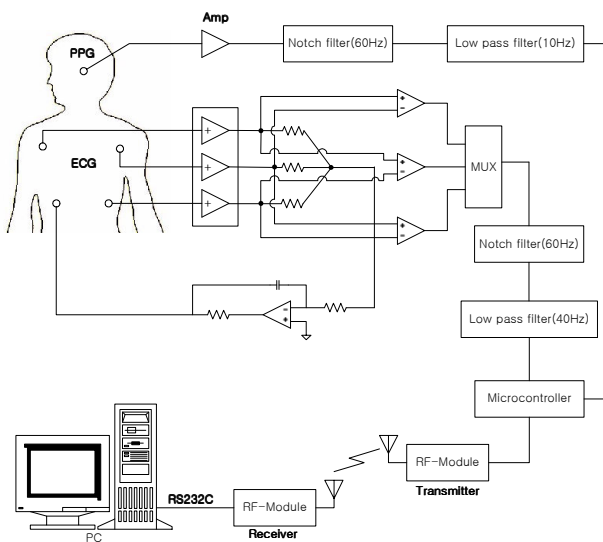 Amp
PPG
Notch filter(60Hz)
Low pass filter(10Hz)
ECG
+
+
+
+
-
+
-
+
-
MUX
Notch filter(60Hz)
-
+
Low pass filter(40Hz)
Microcontroller
RF-Module
Transmitter
RS232C
RF-Module
Receiver
PC